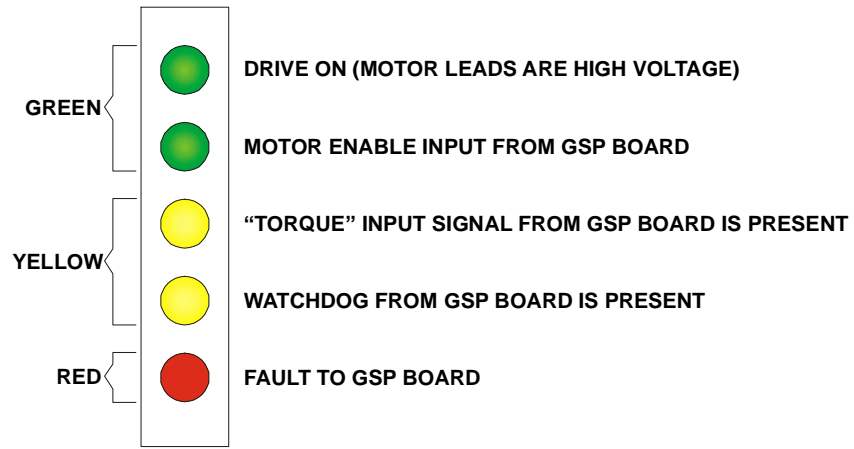 DRIVE ON (MOTOR LEADS ARE HIGH VOLTAGE)
GREEN
MOTOR ENABLE INPUT FROM GSP BOARD
“TORQUE” INPUT SIGNAL FROM GSP BOARD IS PRESENT
YELLOW
WATCHDOG FROM GSP BOARD IS PRESENT
RED
FAULT TO GSP BOARD